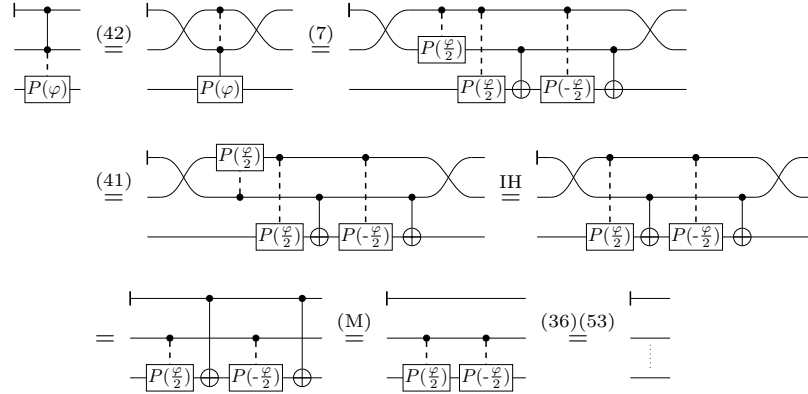 (42) = (7) =
P(φ) P(φ) P(φ/2) P(φ/2) P(-φ/2)
(41) = P(φ/2) IH =
P(φ/2) P(-φ/2) P(φ/2) P(-φ/2)
= (M) = (36)(53) =
P(φ/2) P(-φ/2) P(φ/2) P(-φ/2)